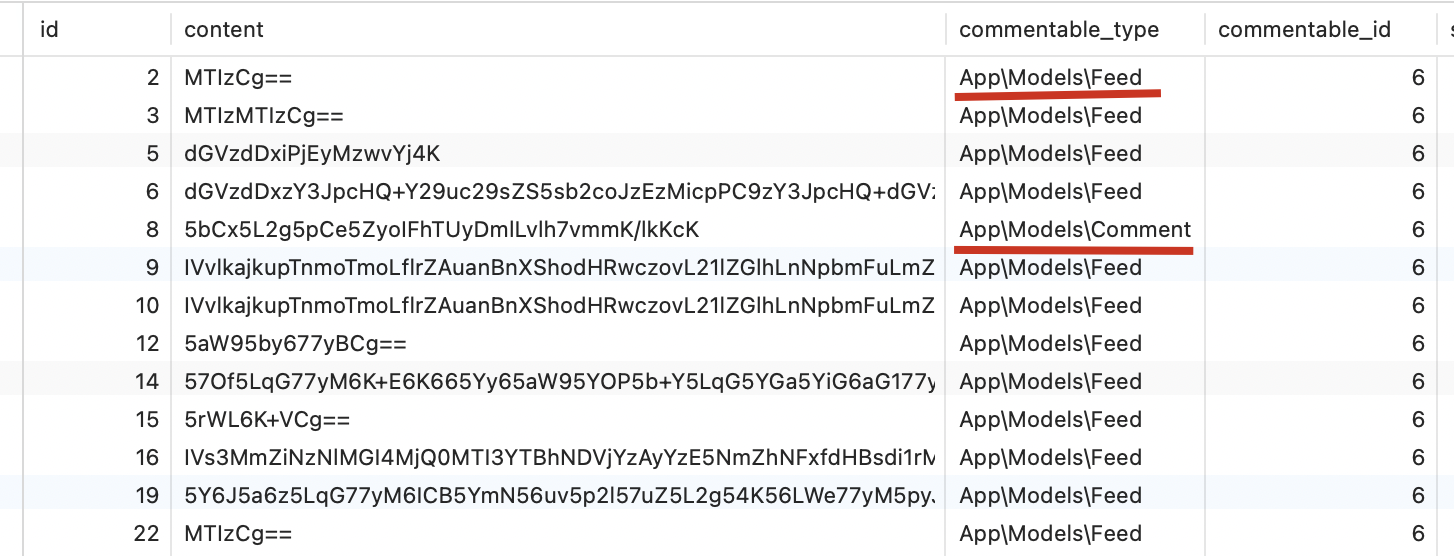 id content commentable_type commentable_id
2 MTIzCg== App\Models\Feed 6
3 MTIzMTIzCg== App\Models\Feed 6
5 dGVzdDxiPjEyMzwvYj4K App\Models\Feed 6
6 dGVzdDxzY3JpcHQ+Y29uc29sZS5sb2coJzEzMicpPC9zY3JpcHQ+dGVz App\Models\Feed 6
8 5bCx5L2g5pCe5ZyoIFhTUyDmlLvlh7vmmK/lkKcK App\Models\Comment 6
9 IVvlkajkupTnmoTmoLflrZAuanBnXShodHRwczovL21lZGlhLnNpbmFuLmZ App\Models\Feed 6
10 IVvlkajkupTnmoTmoLflrZAuanBnXShodHRwczovL21lZGlhLnNpbmFuLmZ App\Models\Feed 6
12 5aW95by677yBCg== App\Models\Feed 6
14 57Of5LqG77yM6K+E6K665Yy65aW95YOP5b+Y5LqG5YGa5YiG6aG177y App\Models\Feed 6
15 5rWL6K+VCg== App\Models\Feed 6
16 IVs3MmZiNzNlMGI4MjQ0MTI3YTBhNDVjYzAyYzE5NmZhNFxfdHBsdi1rM App\Models\Feed 6
19 5Y6J5a6z5LqG77yM6ICB5YmN56uv5p2l57uZ5L2g54K56LWe77yM5py App\Models\Feed 6
22 MTIzCg== App\Models\Feed 6